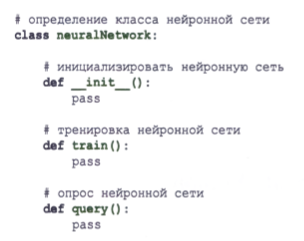 # определение класса нейронной сети
class neuralNetwork:
# инициализировать нейронную сеть
def __init__():
pass
# тренировка нейронной сети
def train():
pass
# опрос нейронной сети
def query():
pass